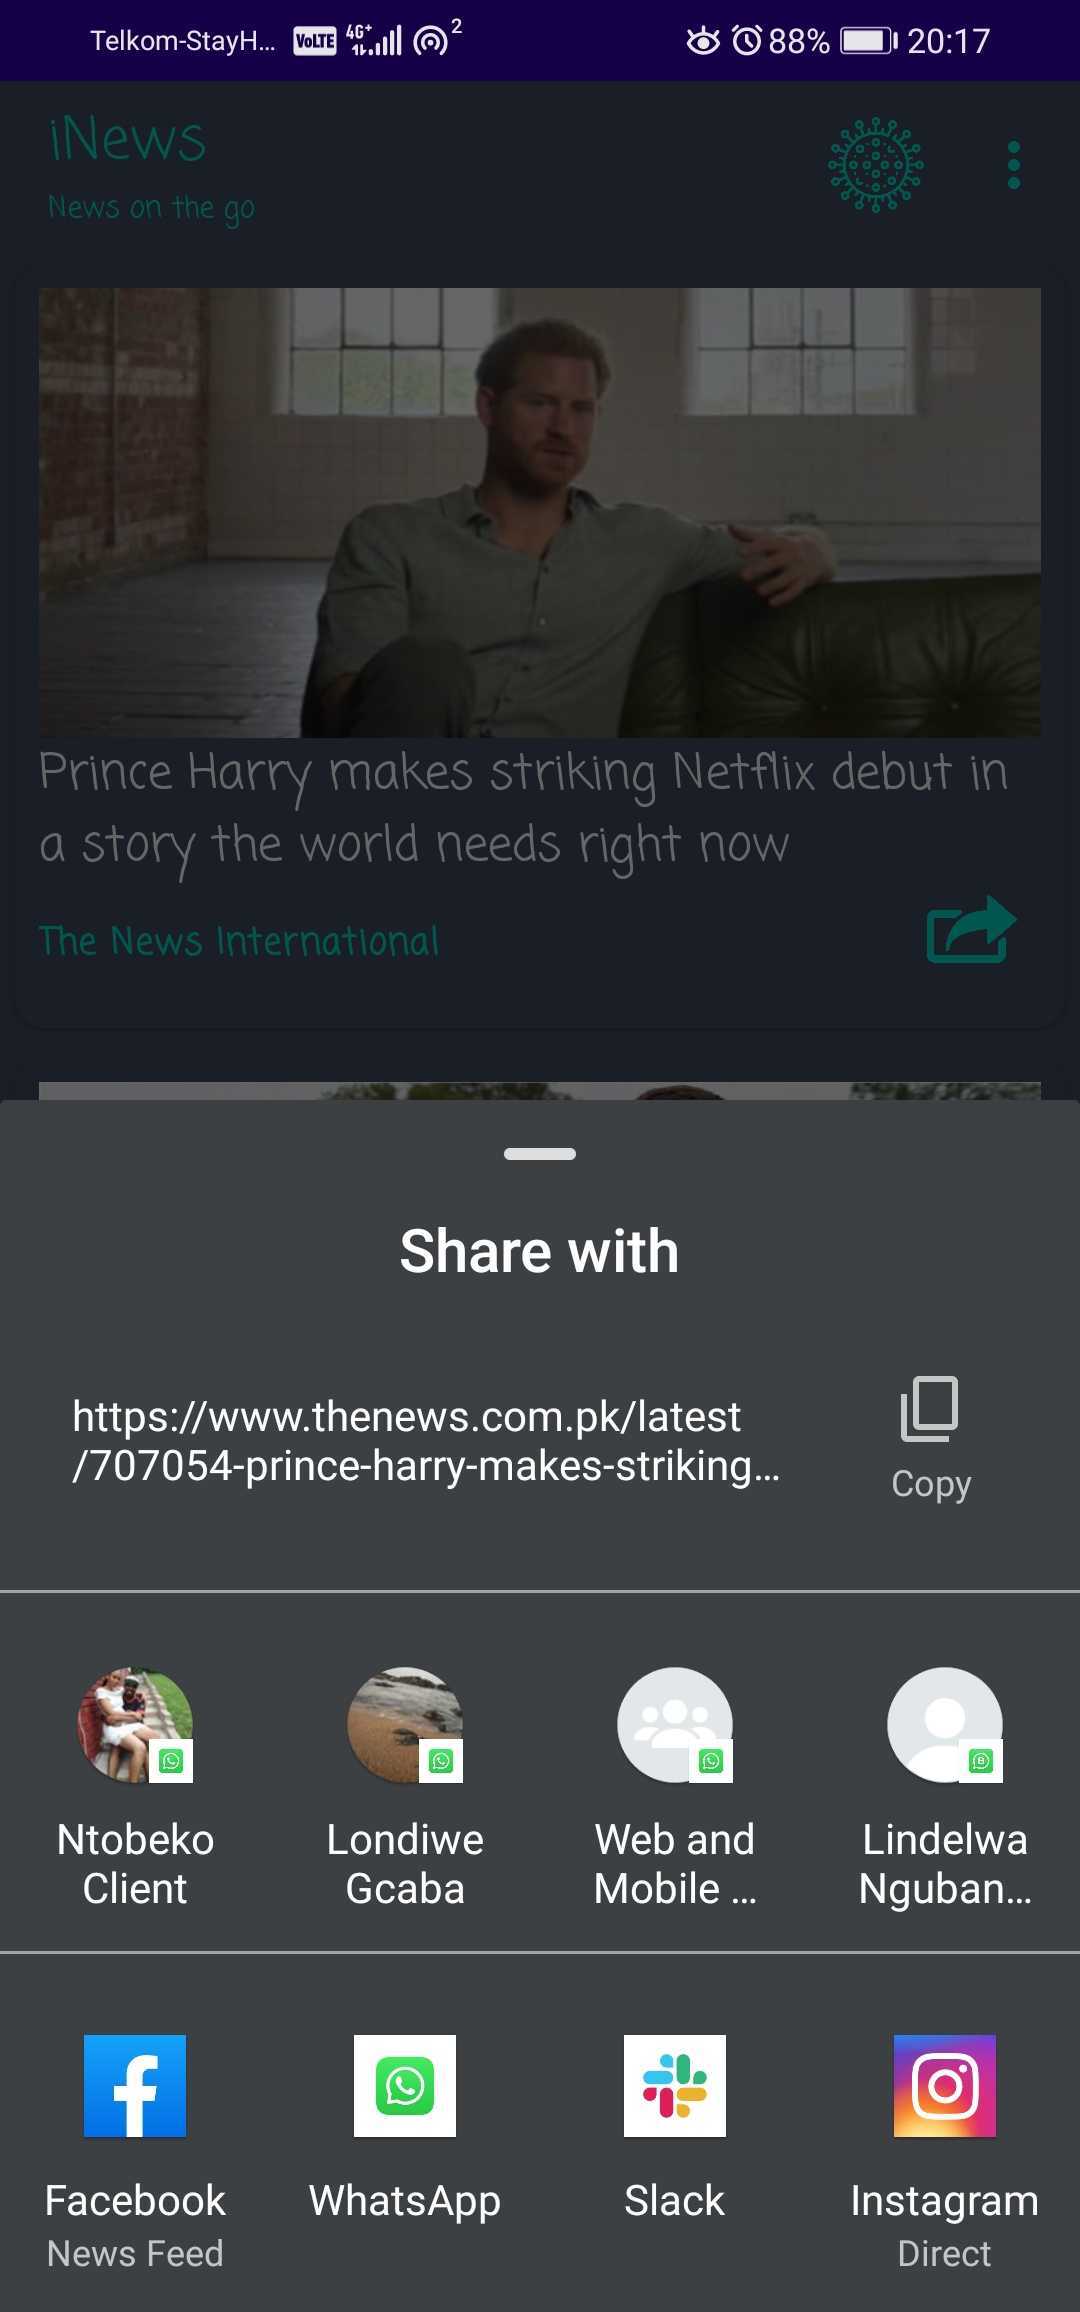 Telkom-StayH... VoLTE 4G+ 2 88% 20:17
iNews
News on the go
Prince Harry makes striking Netflix debut in
a story the world needs right now
The News International
Share with
https://www.thenews.com.pk/latest
/707054-prince-harry-makes-striking...
Copy
Ntobeko
Client
Londiwe
Gcaba
Web and
Mobile ...
Lindelwa
Nguban...
Facebook
News Feed
WhatsApp
Slack
Instagram
Direct